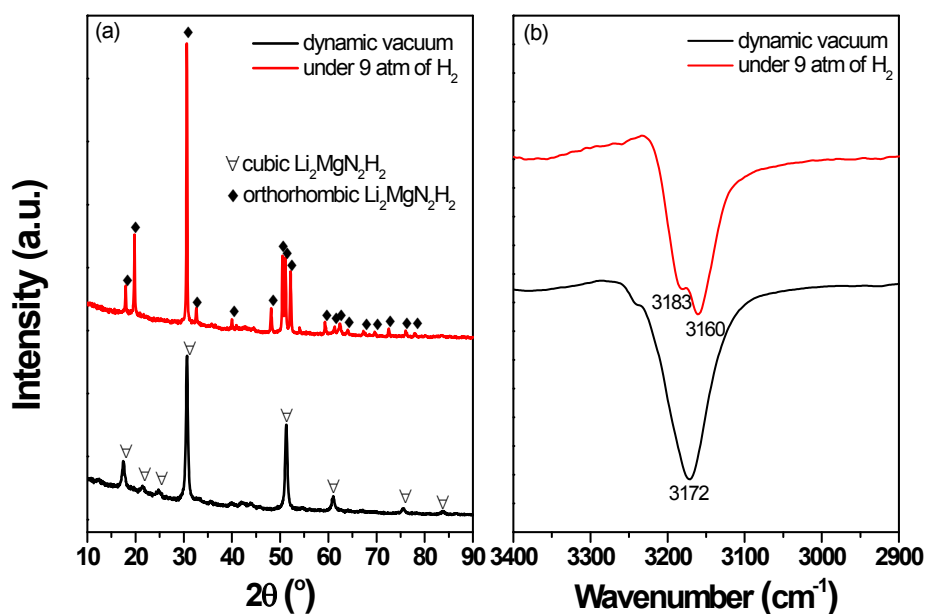 (a)
dynamic vacuum
under 9 atm of H₂
cubic Li₂MgN₂H₂
orthorhombic Li₂MgN₂H₂
Intensity (a.u.)
10 20 30 40 50 60 70 80 90
2θ (º)
(b)
dynamic vacuum
under 9 atm of H₂
3183
3160
3172
3400 3300 3200 3100 3000 2900
Wavenumber (cm⁻¹)